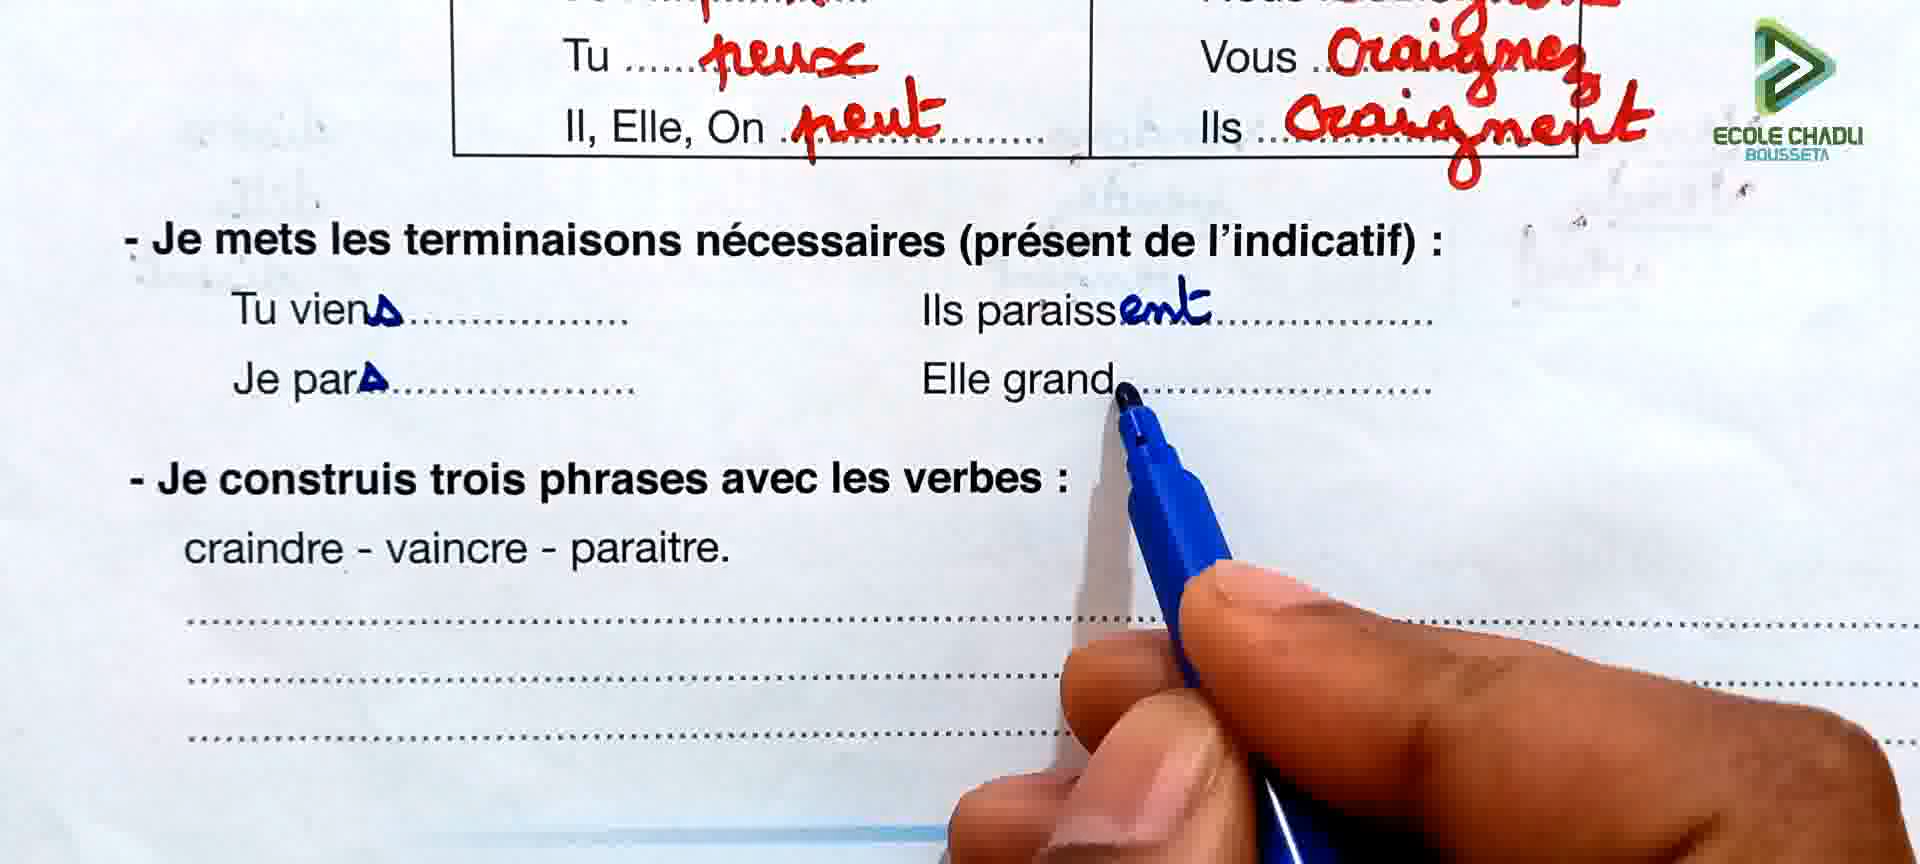 Tu ......peux
Vous ..Craignez
Il, Elle, On ..peut.....................
Ils ..Craignent
ECOLE CHADLI
BOUSSETA
- Je mets les terminaisons nécessaires (présent de l'indicatif) :
Tu viens....................
Ils paraissent....................
Je pars......................
Elle grand..........................
- Je construis trois phrases avec les verbes :
craindre - vaincre - paraitre.